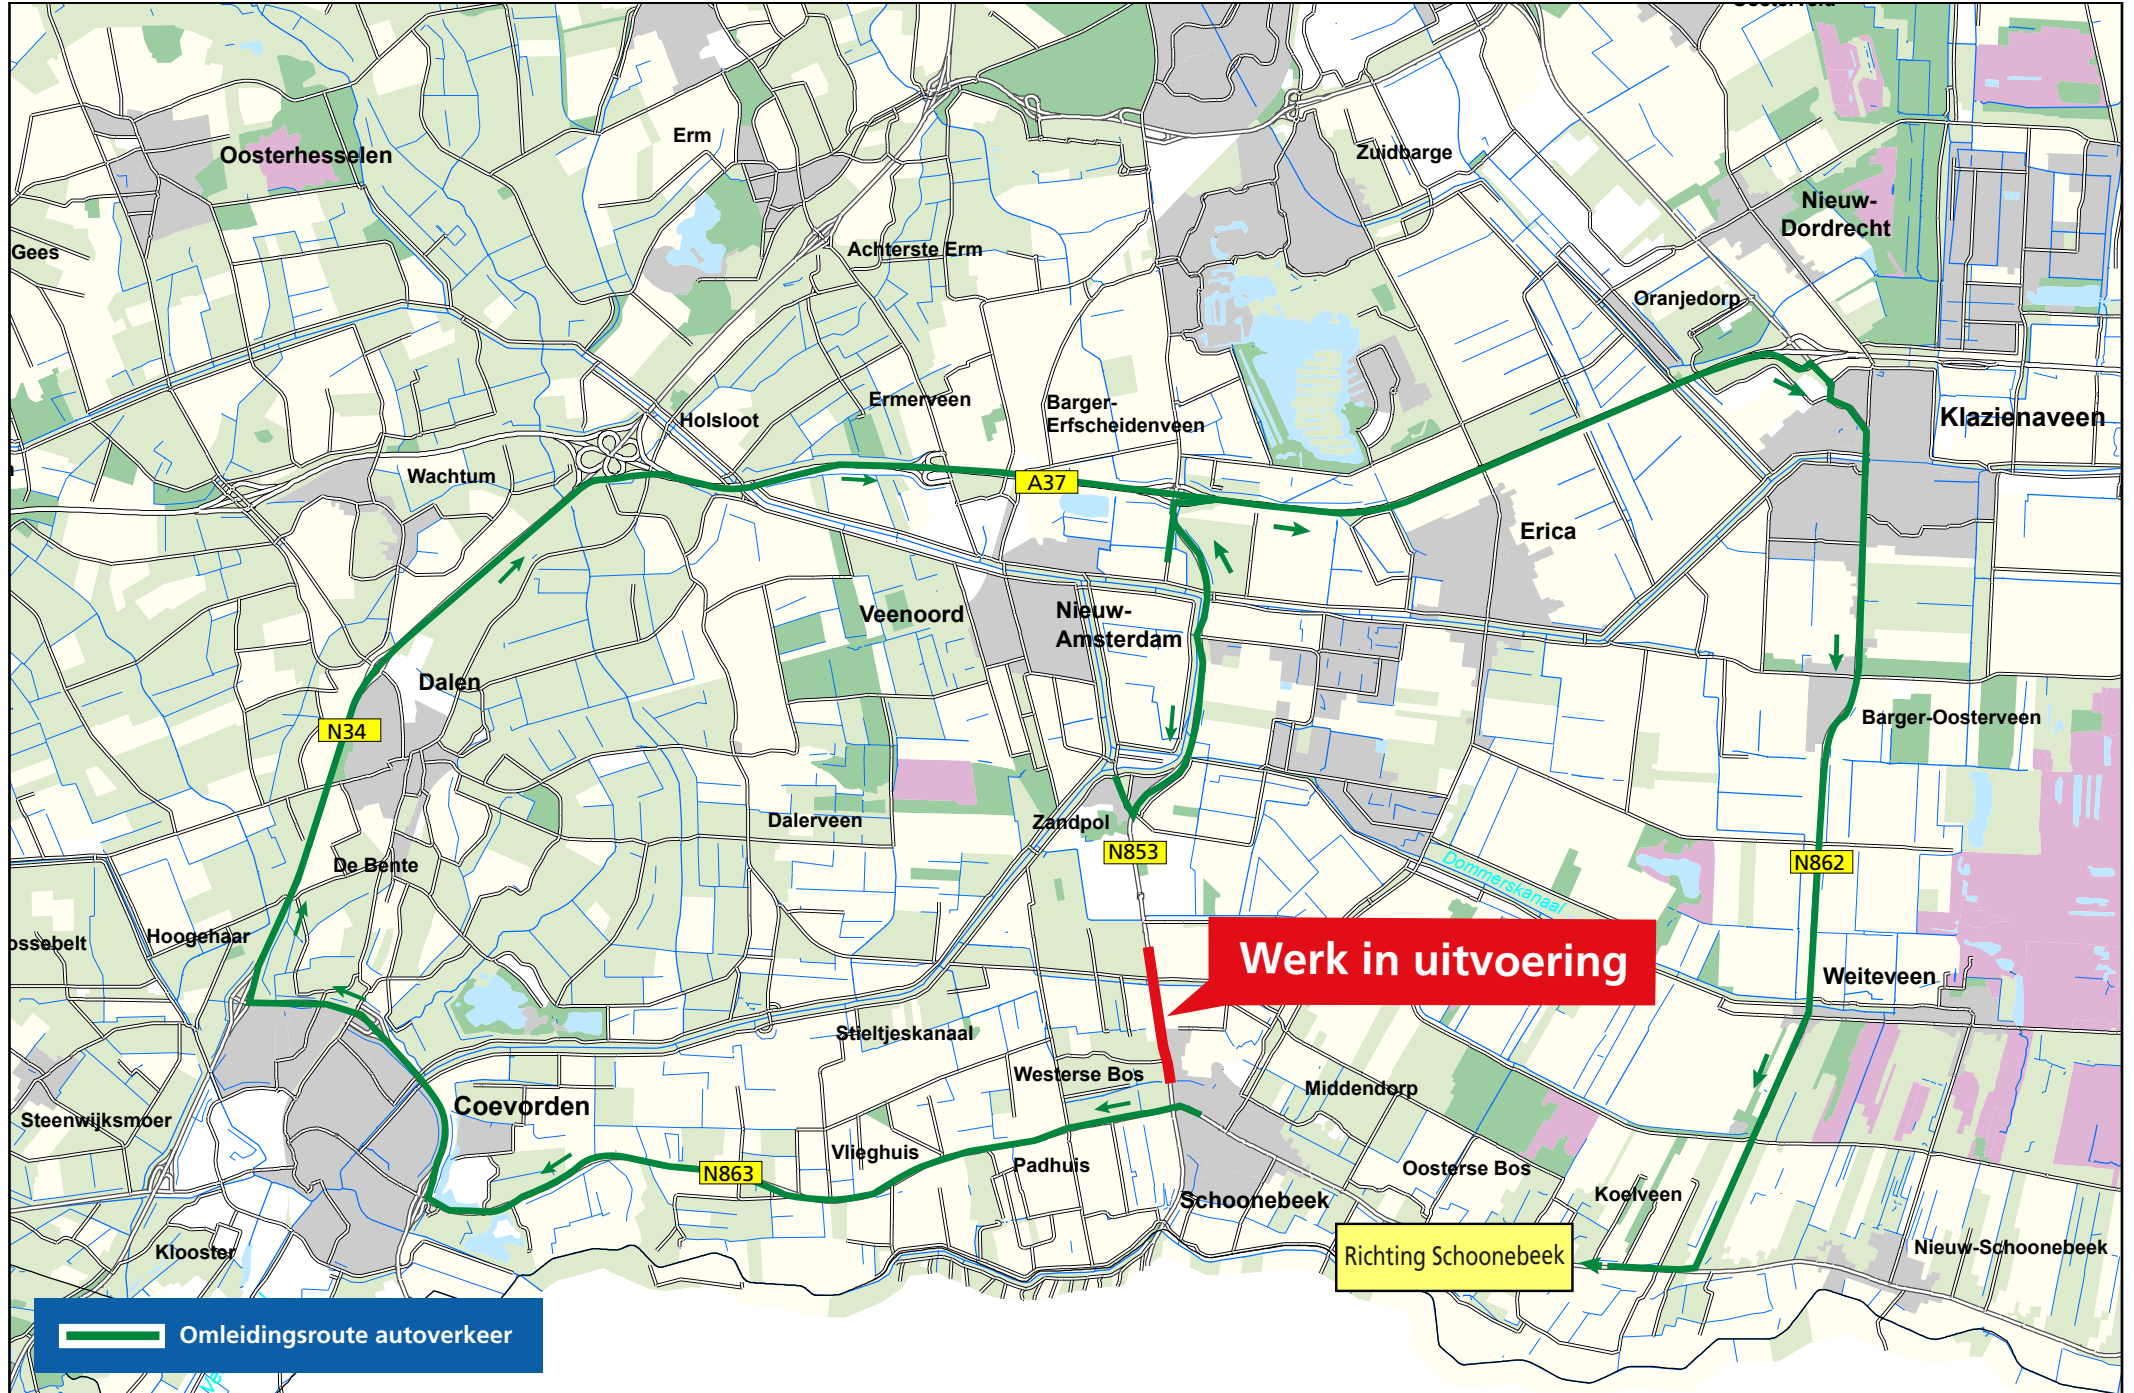 Erm
Zuidbarge
Oosterhesselen
Nieuw-
Dordrecht
Gees
Achterste Erm
Oranjedorp
Ermerveen
Barger-
Erfscheidenveen
Holsloot
Klazienaveen
Wachtum
A37
Erica
Veenoord
Nieuw-
Amsterdam
Dalen
Barger-Oosterveen
N34
Dalerveen
Zandpol
N853
De Bente
N862
Dommerskanaal
Hoogehaar
ossebelt
Werk in uitvoering
Weiteveen
Stieltjeskanaal
Westerse Bos
Middendorp
Coevorden
Steenwijksmoer
Vlieghuis
Padhuis
N863
Oosterse Bos
Koelveen
Schoonebeek
Klooster
Richting Schoonebeek
Nieuw-Schoonebeek
Omleidingsroute autoverkeer